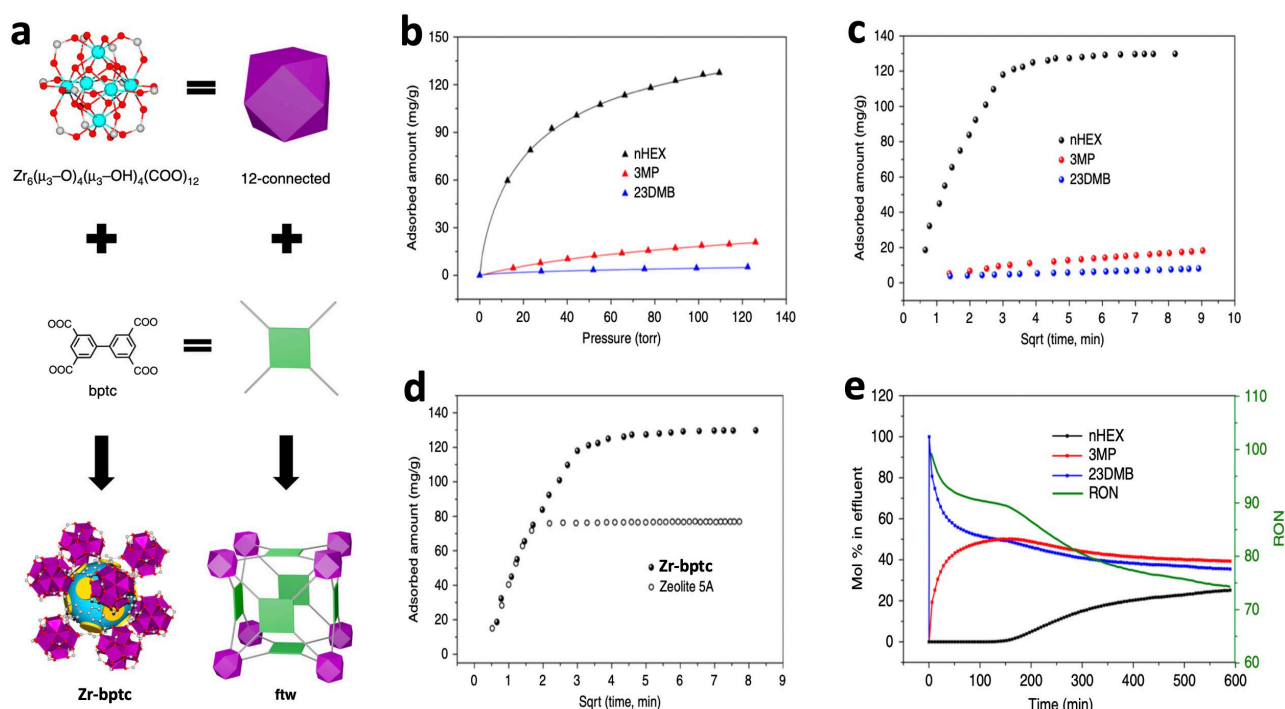 a
Zr₆(μ₃–O)₄(μ₃–OH)₄(COO)₁₂
12-connected
⁻OOC
COO⁻
⁻OOC
COO⁻
bptc
Zr-bptc
ftw
b
150
120
90
60
30
0
Adsorbed amount (mg/g)
nHEX
3MP
23DMB
0 20 40 60 80 100 120 140
Pressure (torr)
c
140
120
100
80
60
40
20
0
Adsorbed amount (mg/g)
nHEX
3MP
23DMB
0 1 2 3 4 5 6 7 8 9 10
Sqrt (time, min)
d
140
120
100
80
60
40
20
0
Adsorbed amount (mg/g)
Zr-bptc
Zeolite 5A
0 1 2 3 4 5 6 7 8 9
Sqrt (time, min)
e
120
100
80
60
40
20
0
Mol % in effluent
nHEX
3MP
23DMB
RON
110
100
90
80
70
60
RON
0 100 200 300 400 500 600
Time (min)